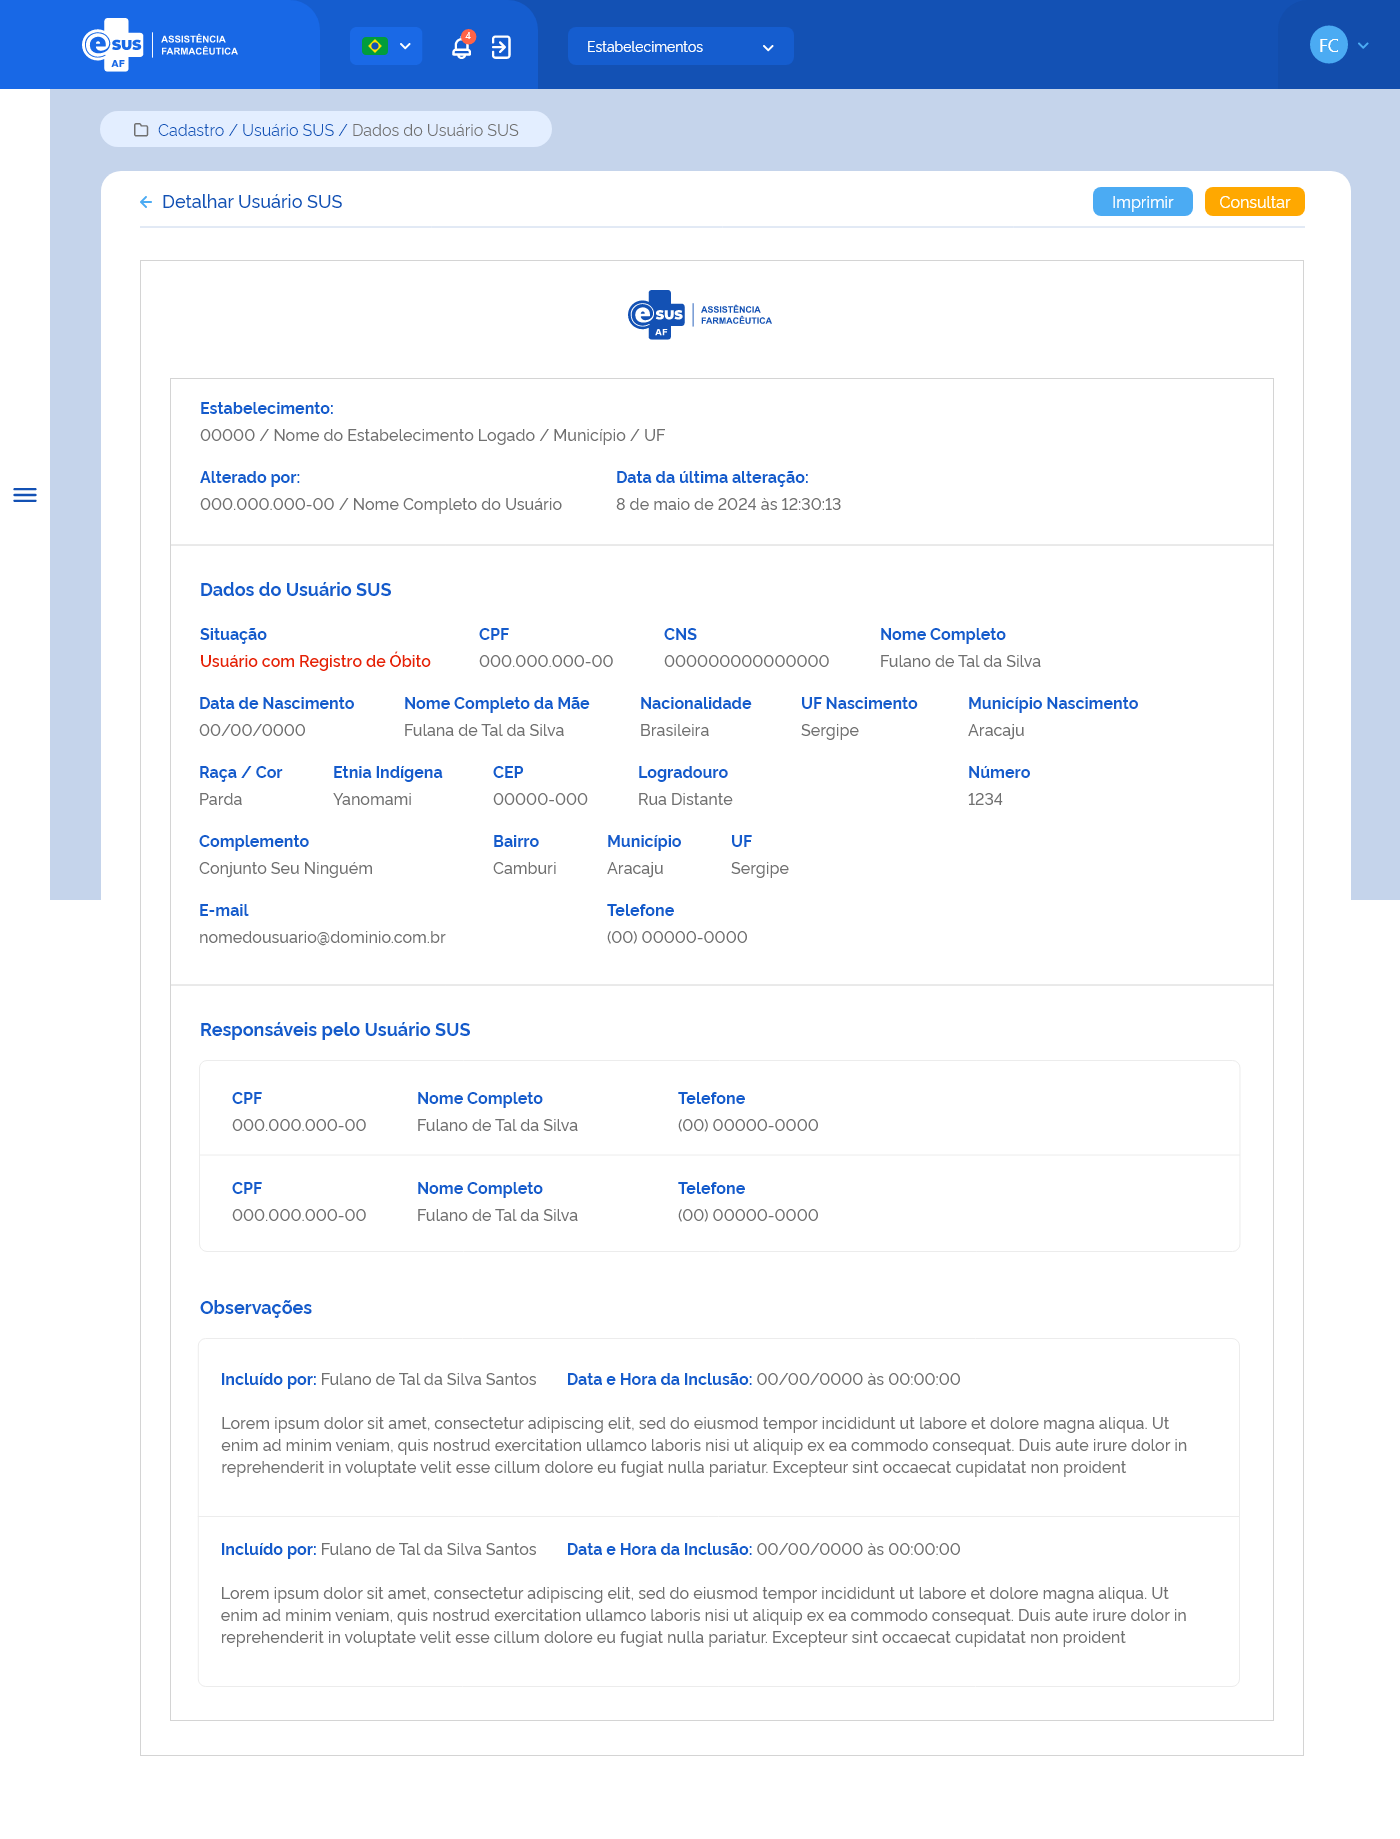 e sus AF
ASSISTÊNCIA
FARMACÊUTICA
4
Estabelecimentos
FC
Cadastro / Usuário SUS / Dados do Usuário SUS
Detalhar Usuário SUS
Imprimir
Consultar
e sus AF
ASSISTÊNCIA
FARMACÊUTICA
Estabelecimento:
00000 / Nome do Estabelecimento Logado / Município / UF
Alterado por: Data da última alteração:
000.000.000-00 / Nome Completo do Usuário 8 de maio de 2024 às 12:30:13
Dados do Usuário SUS
Situação CPF CNS Nome Completo
Usuário com Registro de Óbito 000.000.000-00 000000000000000 Fulano de Tal da Silva
Data de Nascimento Nome Completo da Mãe Nacionalidade UF Nascimento Município Nascimento
00/00/0000 Fulana de Tal da Silva Brasileira Sergipe Aracaju
Raça / Cor Etnia Indígena CEP Logradouro Número
Parda Yanomami 00000-000 Rua Distante 1234
Complemento Bairro Município UF
Conjunto Seu Ninguém Camburi Aracaju Sergipe
E-mail Telefone
nomedousuario@dominio.com.br (00) 00000-0000
Responsáveis pelo Usuário SUS
CPF Nome Completo Telefone
000.000.000-00 Fulano de Tal da Silva (00) 00000-0000
CPF Nome Completo Telefone
000.000.000-00 Fulano de Tal da Silva (00) 00000-0000
Observações
Incluído por: Fulano de Tal da Silva Santos Data e Hora da Inclusão: 00/00/0000 às 00:00:00
Lorem ipsum dolor sit amet, consectetur adipiscing elit, sed do eiusmod tempor incididunt ut labore et dolore magna aliqua. Ut
enim ad minim veniam, quis nostrud exercitation ullamco laboris nisi ut aliquip ex ea commodo consequat. Duis aute irure dolor in
reprehenderit in voluptate velit esse cillum dolore eu fugiat nulla pariatur. Excepteur sint occaecat cupidatat non proident
Incluído por: Fulano de Tal da Silva Santos Data e Hora da Inclusão: 00/00/0000 às 00:00:00
Lorem ipsum dolor sit amet, consectetur adipiscing elit, sed do eiusmod tempor incididunt ut labore et dolore magna aliqua. Ut
enim ad minim veniam, quis nostrud exercitation ullamco laboris nisi ut aliquip ex ea commodo consequat. Duis aute irure dolor in
reprehenderit in voluptate velit esse cillum dolore eu fugiat nulla pariatur. Excepteur sint occaecat cupidatat non proident